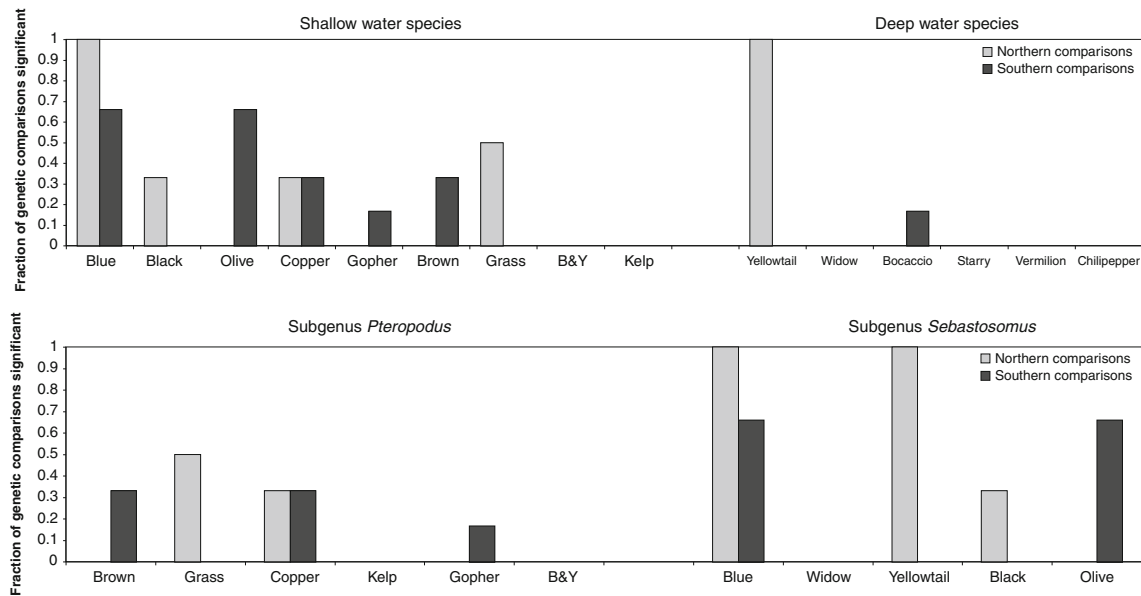 Shallow water species
Deep water species
Fraction of genetic comparisons significant
1
0.9
0.8
0.7
0.6
0.5
0.4
0.3
0.2
0.1
0
Northern comparisons
Southern comparisons
Blue Black Olive Copper Gopher Brown Grass B&Y Kelp
Yellowtail Widow Bocaccio Starry Vermilion Chilipepper
Subgenus Pteropodus
Subgenus Sebastosomus
Fraction of genetic comparisons significant
1
0.9
0.8
0.7
0.6
0.5
0.4
0.3
0.2
0.1
0
Northern comparisons
Southern comparisons
Brown Grass Copper Kelp Gopher B&Y
Blue Widow Yellowtail Black Olive